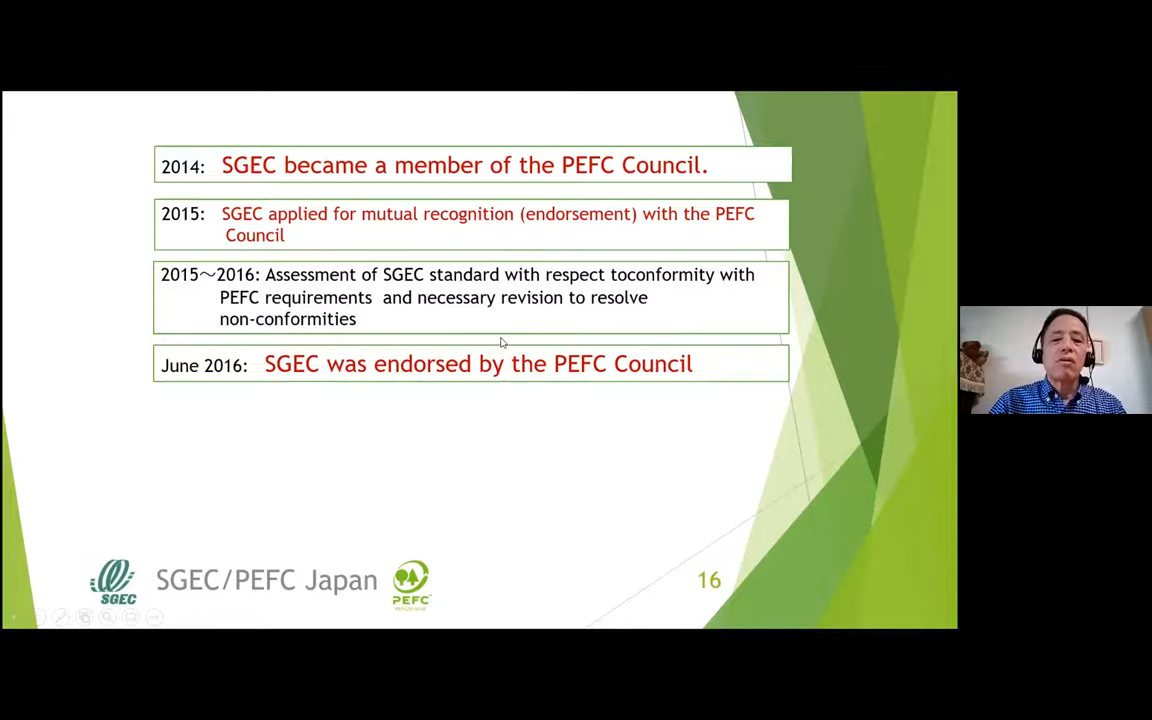 2014: SGEC became a member of the PEFC Council.
2015: SGEC applied for mutual recognition (endorsement) with the PEFC
Council
2015～2016: Assessment of SGEC standard with respect toconformity with
PEFC requirements and necessary revision to resolve
non-conformities
June 2016: SGEC was endorsed by the PEFC Council
SGEC
SGEC/PEFC Japan
PEFC
16